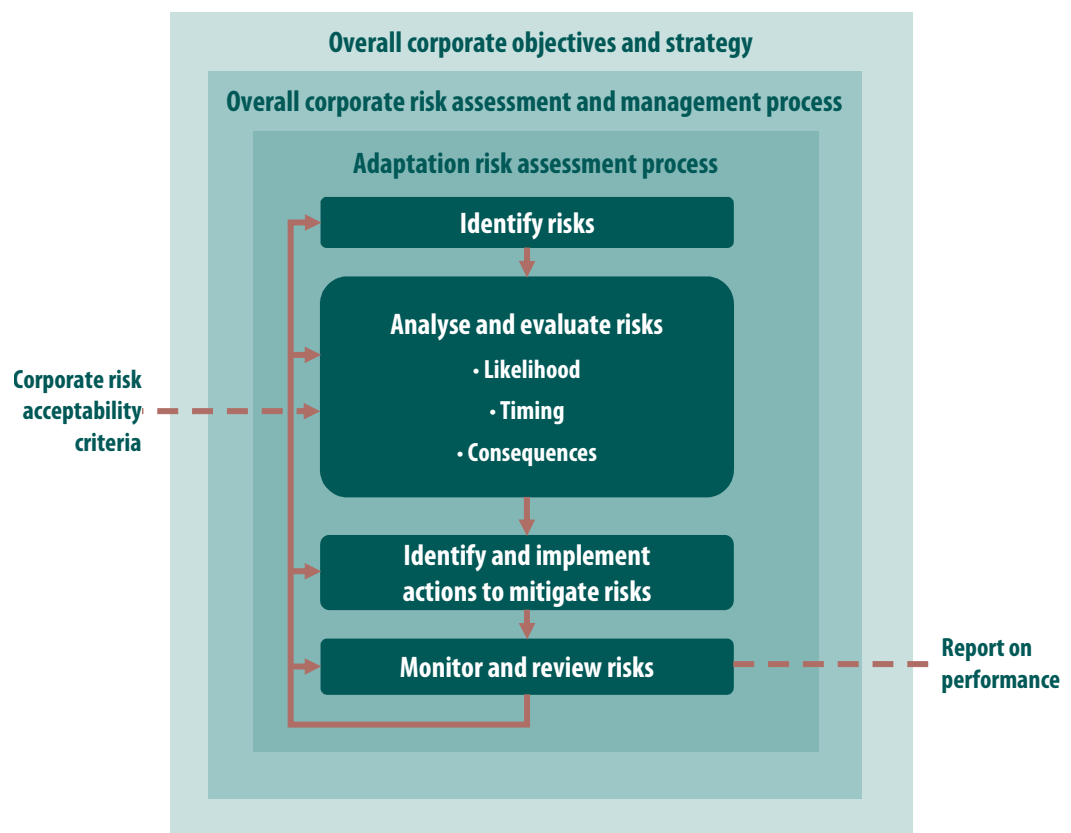 Overall corporate objectives and strategy
Overall corporate risk assessment and management process
Adaptation risk assessment process
Identify risks
Analyse and evaluate risks
• Likelihood
• Timing
• Consequences
Corporate risk
acceptability
criteria
Identify and implement
actions to mitigate risks
Monitor and review risks
Report on
performance